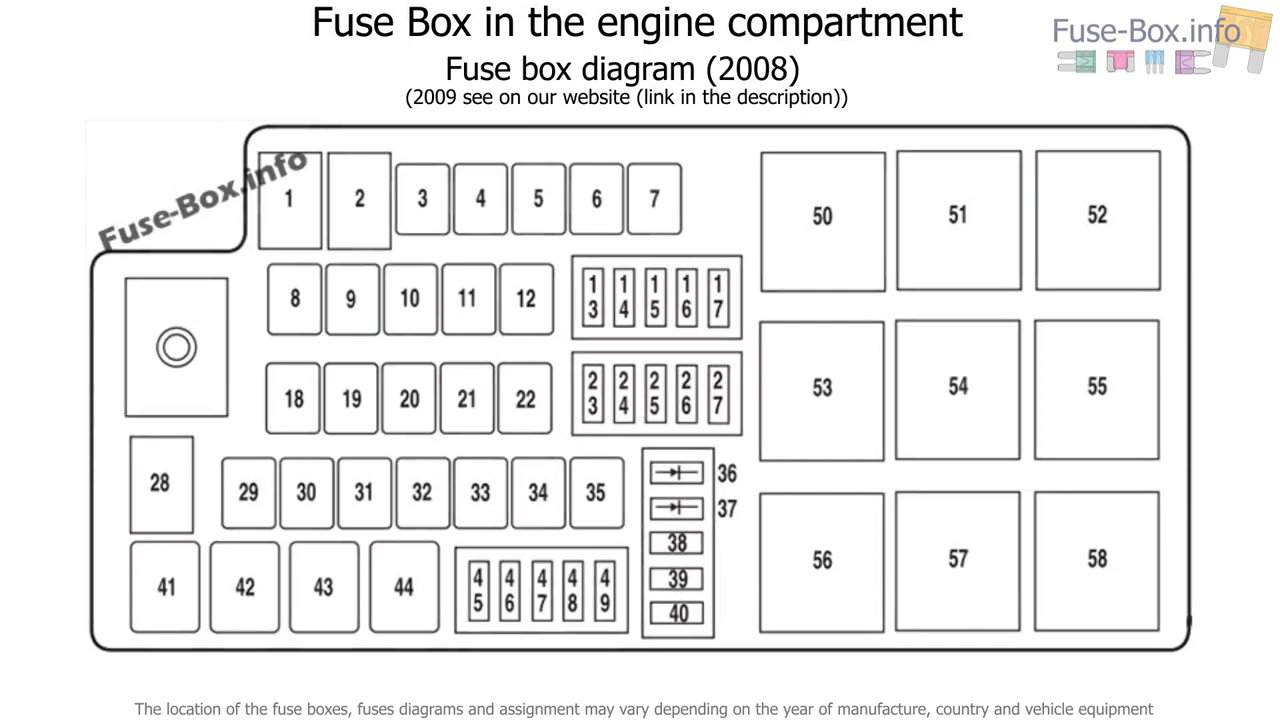 Fuse Box in the engine compartment
Fuse-Box.info
Fuse box diagram (2008)
(2009 see on our website (link in the description))
Fuse-Box.info
1 2 3 4 5 6 7 50 51 52
8 9 10 11 12 13 14 15 16 17
18 19 20 21 22 23 24 25 26 27 53 54 55
28 29 30 31 32 33 34 35 36
37
38
39
40
41 42 43 44 45 46 47 48 49 56 57 58
The location of the fuse boxes, fuses diagrams and assignment may vary depending on the year of manufacture, country and vehicle equipment